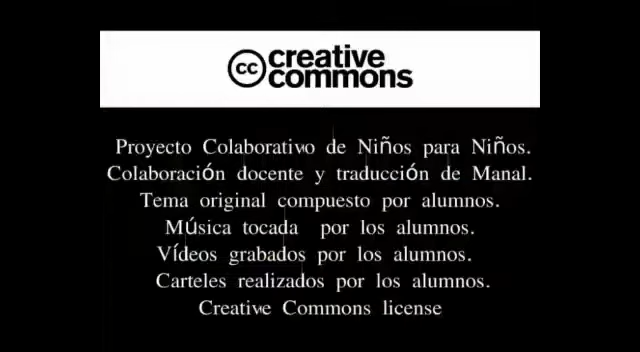 cc creative
commons
Proyecto Colaborativo de Niños para Niños.
Colaboración docente y traducción de Manal.
Tema original compuesto por alumnos.
Música tocada por los alumnos.
Vídeos grabados por los alumnos.
Carteles realizados por los alumnos.
Creative Commons license